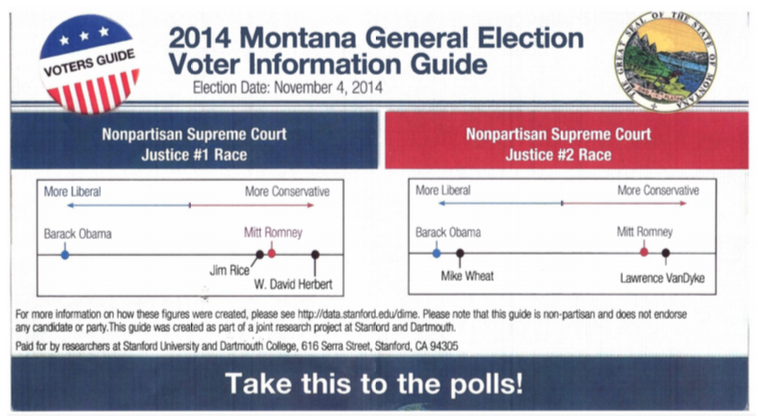 VOTERS GUIDE
2014 Montana General Election
Voter Information Guide
Election Date: November 4, 2014
THE GREAT SEAL OF THE STATE OF MONTANA
Nonpartisan Supreme Court
Justice #1 Race
More Liberal More Conservative
Barack Obama Mitt Romney
Jim Rice
W. David Herbert
Nonpartisan Supreme Court
Justice #2 Race
More Liberal More Conservative
Barack Obama Mitt Romney
Mike Wheat Lawrence VanDyke
For more information on how these figures were created, please see http://data.stanford.edu/dime. Please note that this guide is non-partisan and does not endorse
any candidate or party.This guide was created as part of a joint research project at Stanford and Dartmouth.
Paid for by researchers at Stanford University and Dartmouth College, 616 Serra Street, Stanford, CA 94305
Take this to the polls!